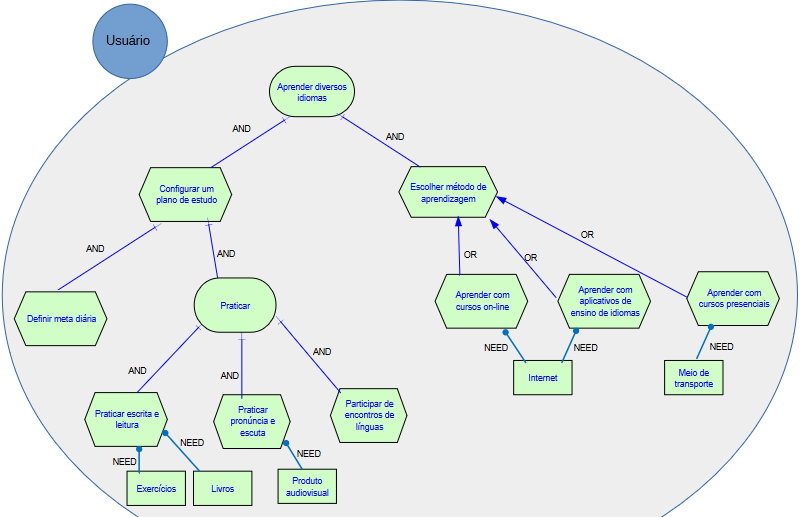 Usuário
Aprender diversos
idiomas
AND
AND
Configurar um
plano de estudo
Escolher método de
aprendizagem
AND
AND
OR
OR
OR
Definir meta diária
Praticar
Aprender com
cursos on-line
Aprender com
aplicativos de
ensino de idiomas
Aprender com
cursos presenciais
AND
AND
AND
NEED
NEED
NEED
Internet
Meio de
transporte
Praticar escrita e
leitura
Praticar
pronúncia e
escuta
Participar de
encontros de
línguas
NEED
NEED
NEED
Exercícios
Livros
Produto
audiovisual